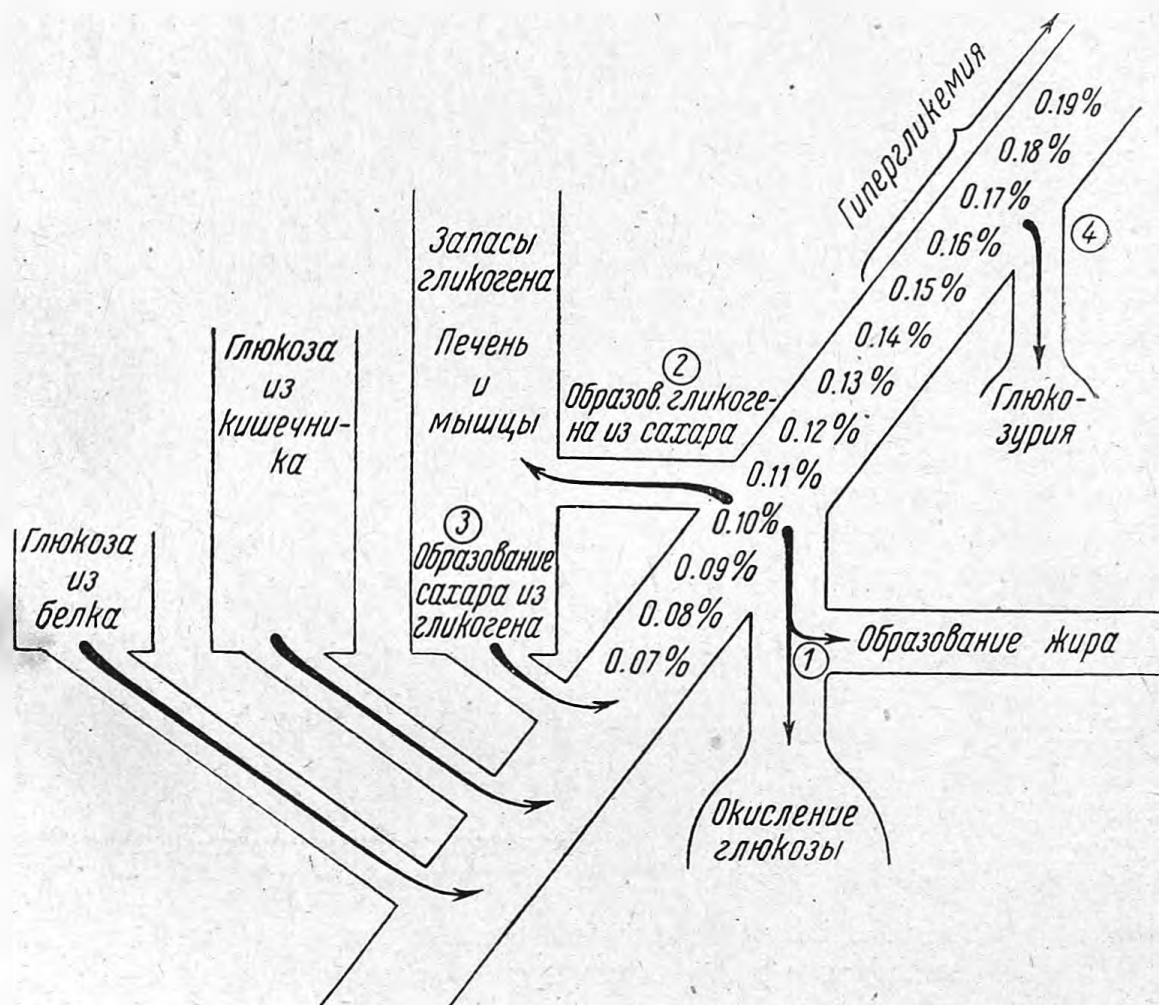 Гипергликемия
0.19%
0.18%
0.17%
0.16%
0.15%
0.14%
0.13%
0.12%
0.11%
0.10%
0.09%
0.08%
0.07%
4
Глюко-
зурия
Запасы
гликогена
Печень
и
мышцы
2
Образов. гликоге-
на из сахара
Глюкоза
из
кишечни-
ка
3
Образование
сахара из
гликогена
Глюкоза
из
белка
1
Образование жира
Окисление
глюкозы